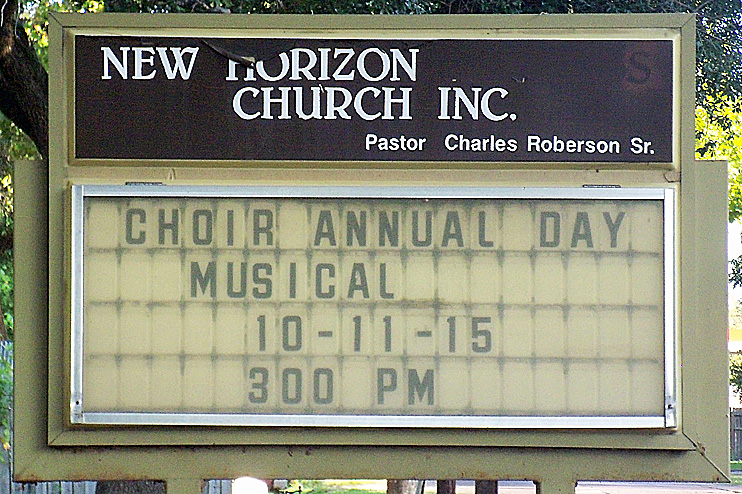 NEW HORIZON
CHURCH INC.
Pastor Charles Roberson Sr.
CHOIR ANNUAL DAY
MUSICAL
10-11-15
300 PM